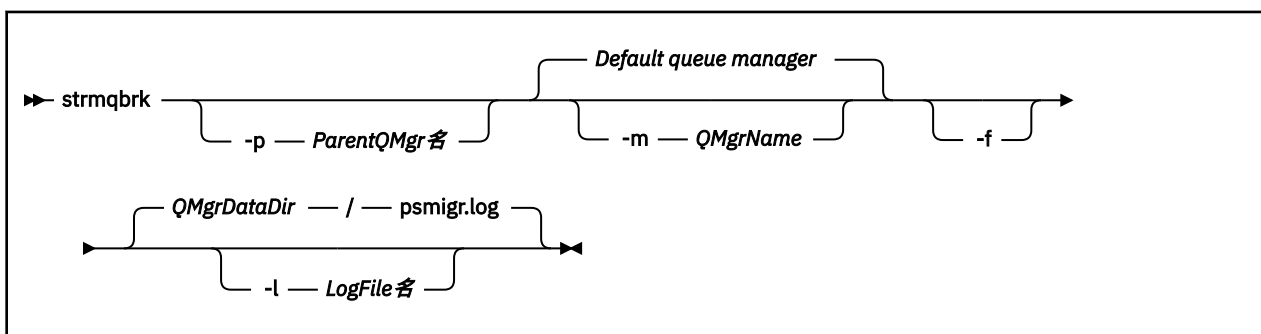 Default queue manager
strmqbrk
-p ParentQMgr名
-m QMgrName
-f
QMgrDataDir / psmigr.log
-l LogFile名